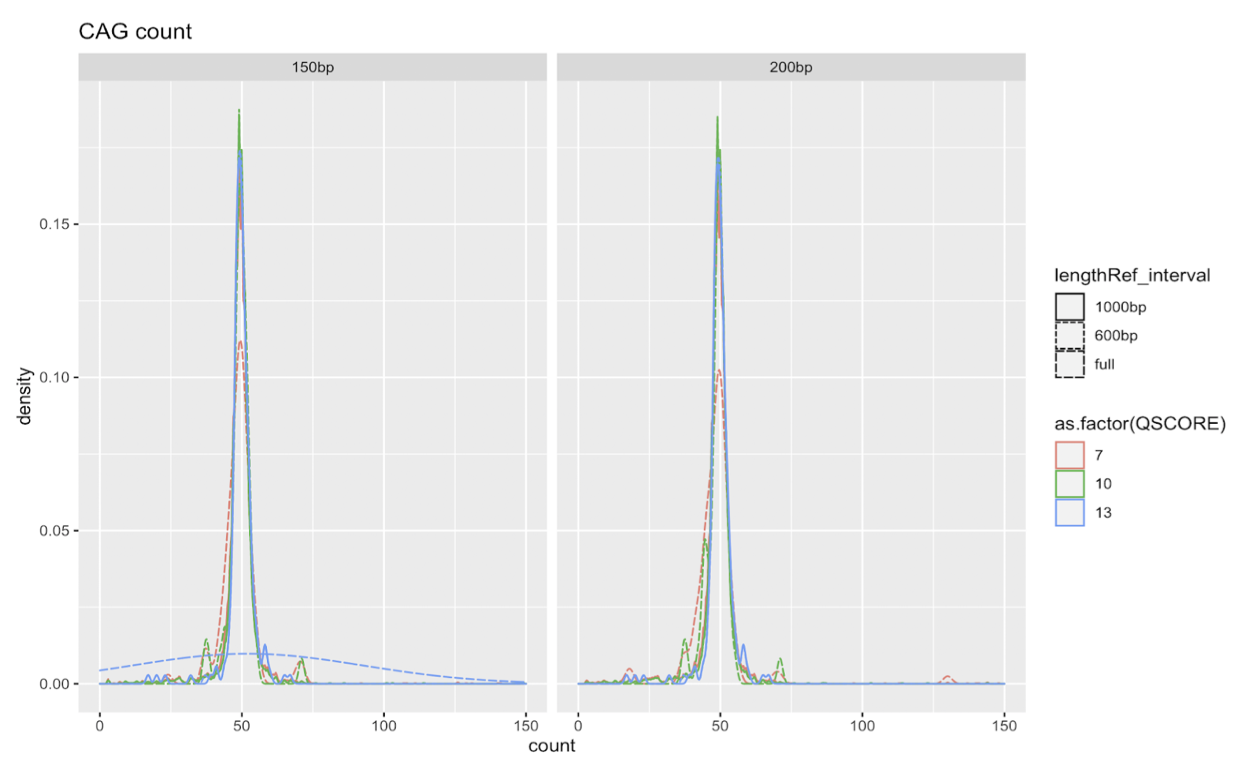 CAG count
150bp
200bp
density
0.15
0.10
0.05
0.00
0 50 100 150
0 50 100 150
count
lengthRef_interval
1000bp
600bp
full
as.factor(QSCORE)
7
10
13